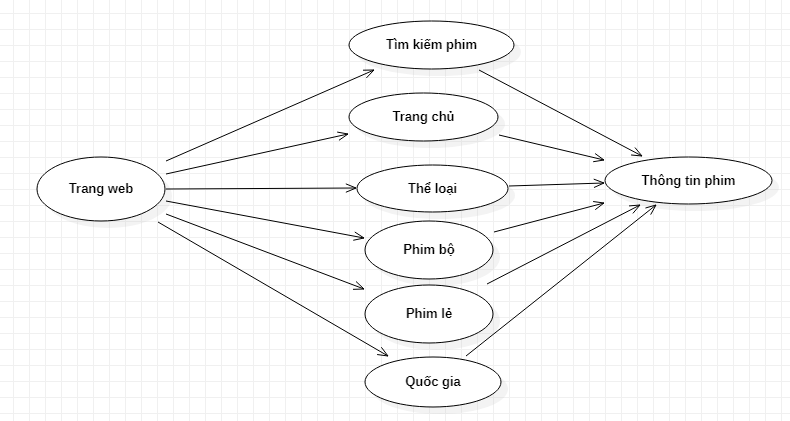 Tìm kiếm phim
Trang chủ
Trang web
Thể loại
Thông tin phim
Phim bộ
Phim lẻ
Quốc gia